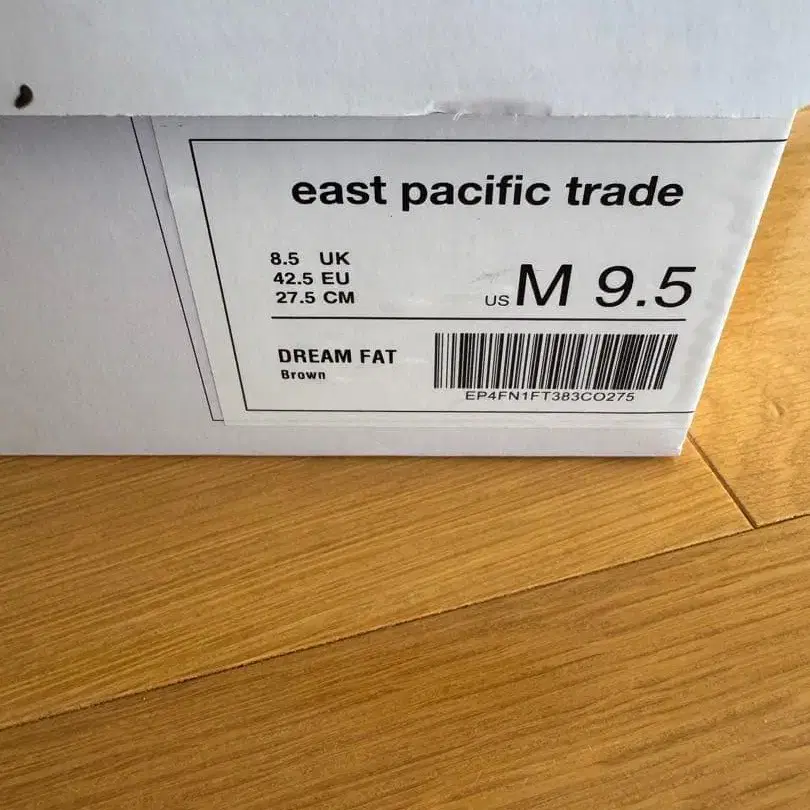 east pacific trade
8.5 UK
42.5 EU
27.5 CM
US M 9.5
DREAM FAT
Brown
EP4FN1FT383CO275